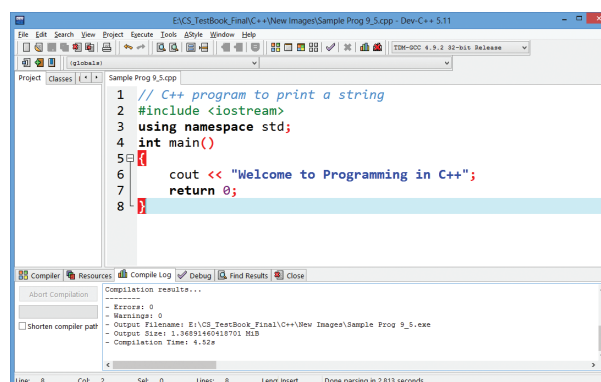 E:\CS_TestBook_Final\C++\New Images\Sample Prog 9_5.cpp - Dev-C++ 5.11
File Edit Search View Project Execute Tools AStyle Window Help
TDM-GCC 4.9.2 32-bit Release
(globals)
Project Classes
Sample Prog 9_5.cpp
1 // C++ program to print a string
2 #include <iostream>
3 using namespace std;
4 int main()
5 {
6 cout << "Welcome to Programming in C++";
7 return 0;
8 }
Compiler Resources Compile Log Debug Find Results Close
Abort Compilation
Shorten compiler path
Compilation results...
--------
- Errors: 0
- Warnings: 0
- Output Filename: E:\CS_TestBook_Final\C++\New Images\Sample Prog 9_5.exe
- Output Size: 1.36891460418701 MiB
- Compilation Time: 4.52s
Line: 8 Col: 2 Sel: 0 Lines: 8 Insert Done parsing in 2.813 seconds